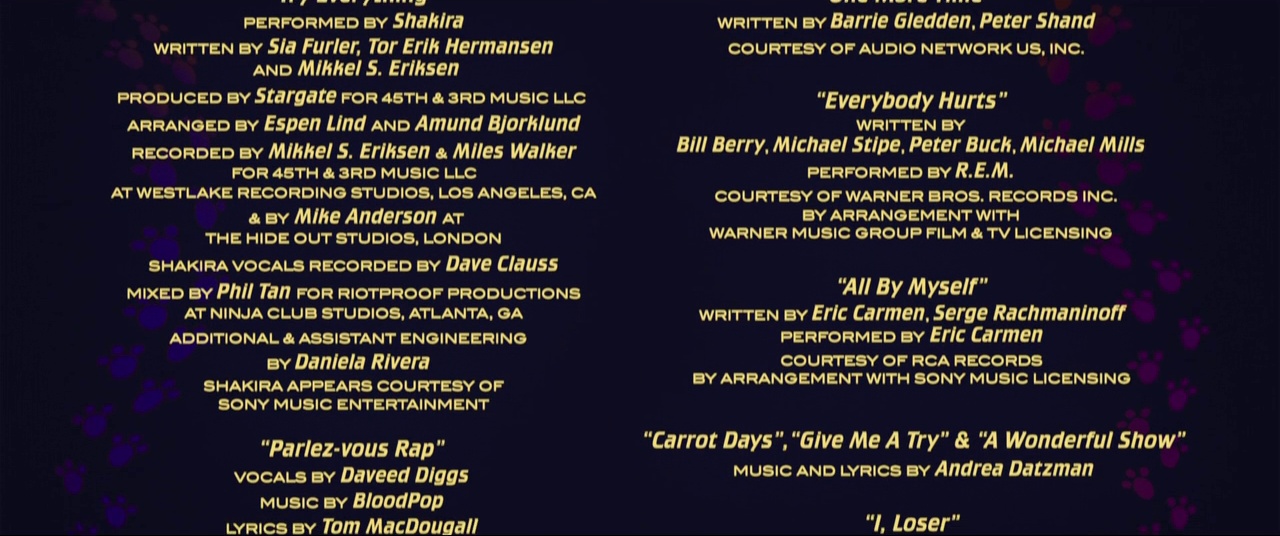 Try Everything"
PERFORMED BY Shakira
WRITTEN BY Sia Furler, Tor Erik Hermansen
AND Mikkel S. Eriksen
PRODUCED BY Stargate FOR 45TH & 3RD MUSIC LLC
ARRANGED BY Espen Lind AND Amund Bjorklund
RECORDED BY Mikkel S. Eriksen & Miles Walker
FOR 45TH & 3RD MUSIC LLC
AT WESTLAKE RECORDING STUDIOS, LOS ANGELES, CA
& BY Mike Anderson AT
THE HIDE OUT STUDIOS, LONDON
SHAKIRA VOCALS RECORDED BY Dave Clauss
MIXED BY Phil Tan FOR RIOTPROOF PRODUCTIONS
AT NINJA CLUB STUDIOS, ATLANTA, GA
ADDITIONAL & ASSISTANT ENGINEERING
BY Daniela Rivera
SHAKIRA APPEARS COURTESY OF
SONY MUSIC ENTERTAINMENT
"Parlez-vous Rap"
VOCALS BY Daveed Diggs
MUSIC BY BloodPop
LYRICS BY Tom MacDougall
One More Time"
WRITTEN BY Barrie Gledden, Peter Shand
COURTESY OF AUDIO NETWORK US, INC.
"Everybody Hurts"
WRITTEN BY
Bill Berry, Michael Stipe, Peter Buck, Michael Mills
PERFORMED BY R.E.M.
COURTESY OF WARNER BROS. RECORDS INC.
BY ARRANGEMENT WITH
WARNER MUSIC GROUP FILM & TV LICENSING
"All By Myself"
WRITTEN BY Eric Carmen, Serge Rachmaninoff
PERFORMED BY Eric Carmen
COURTESY OF RCA RECORDS
BY ARRANGEMENT WITH SONY MUSIC LICENSING
"Carrot Days", "Give Me A Try" & "A Wonderful Show"
MUSIC AND LYRICS BY Andrea Datzman
"I, Loser"